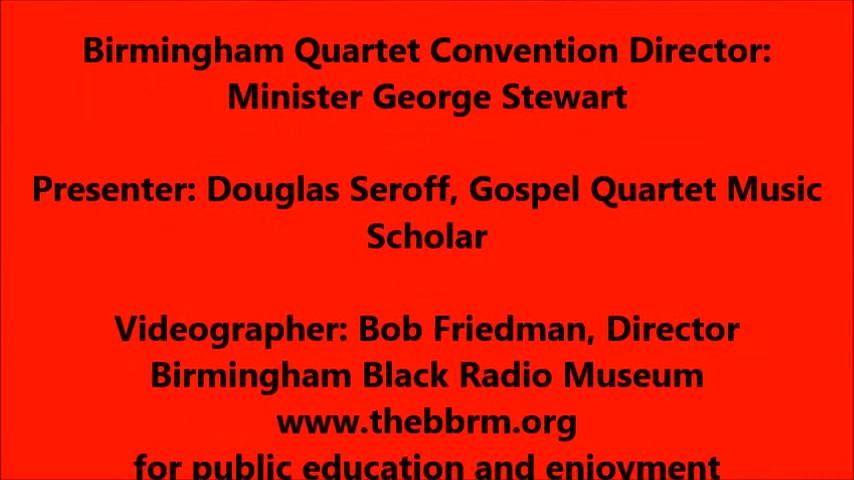 Birmingham Quartet Convention Director:
Minister George Stewart
Presenter: Douglas Seroff, Gospel Quartet Music
Scholar
Videographer: Bob Friedman, Director
Birmingham Black Radio Museum
www.thebbrm.org
for public education and enjoyment